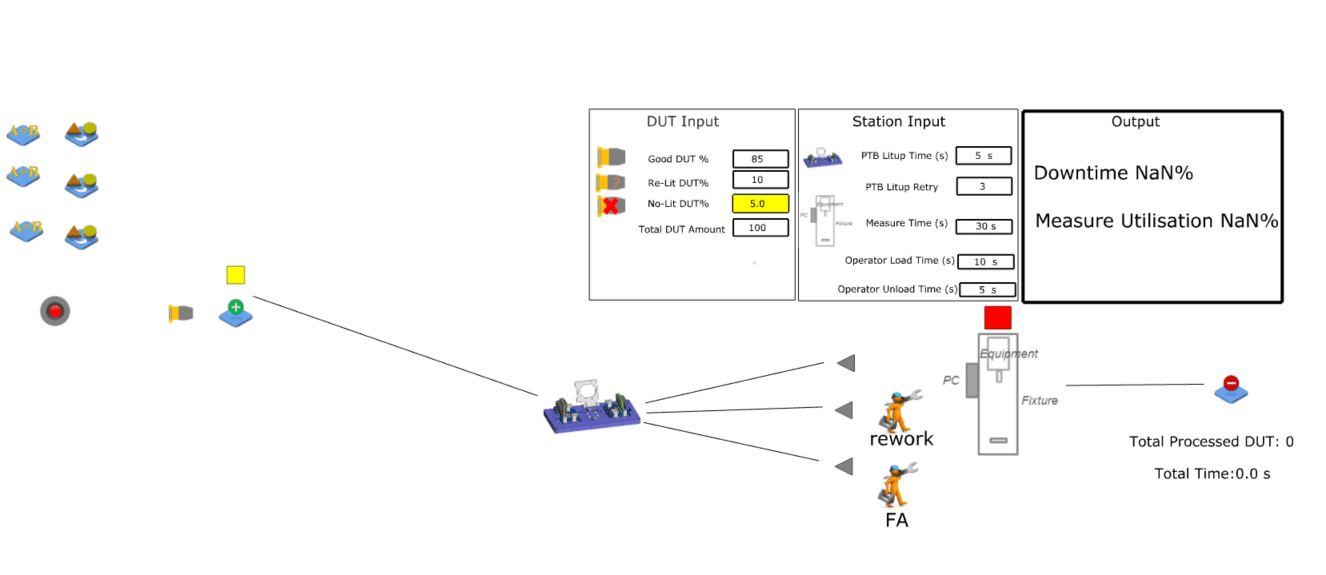 DUT Input
Good DUT % 85
Re-Lit DUT% 10
No-Lit DUT% 5.0
Total DUT Amount 100
Station Input
PTB Litup Time (s) 5 s
PTB Litup Retry 3
Equipment
PC
Fixture
Measure Time (s) 30 s
Operator Load Time (s) 10 s
Operator Unload Time (s) 5 s
Output
Downtime NaN%
Measure Utilisation NaN%
Equipment
PC
Fixture
rework
FA
Total Processed DUT: 0
Total Time:0.0 s